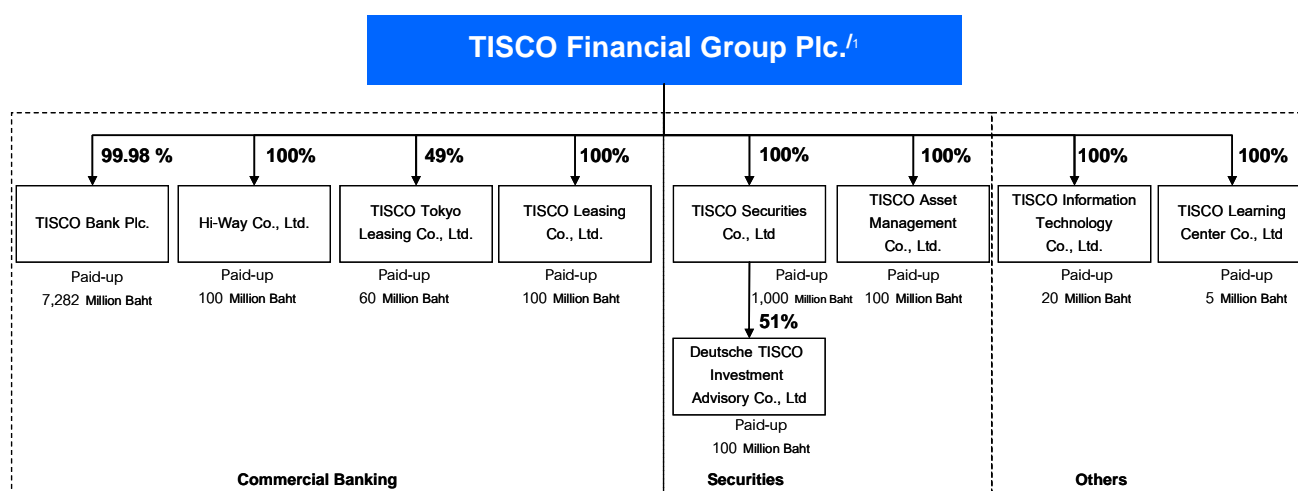 TISCO Financial Group Plc./1
99.98 %
100%
49%
100%
100%
100%
100%
100%
TISCO Bank Plc.
Hi-Way Co., Ltd.
TISCO Tokyo
Leasing Co., Ltd.
TISCO Leasing
Co., Ltd.
TISCO Securities
Co., Ltd
TISCO Asset
Management
Co., Ltd.
TISCO Information
Technology
Co., Ltd.
TISCO Learning
Center Co., Ltd
Paid-up
7,282 Million Baht
Paid-up
100 Million Baht
Paid-up
60 Million Baht
Paid-up
100 Million Baht
Paid-up
1,000 Million Baht
Paid-up
100 Million Baht
Paid-up
20 Million Baht
Paid-up
5 Million Baht
51%
Deutsche TISCO
Investment
Advisory Co., Ltd
Paid-up
100 Million Baht
Commercial Banking
Securities
Others